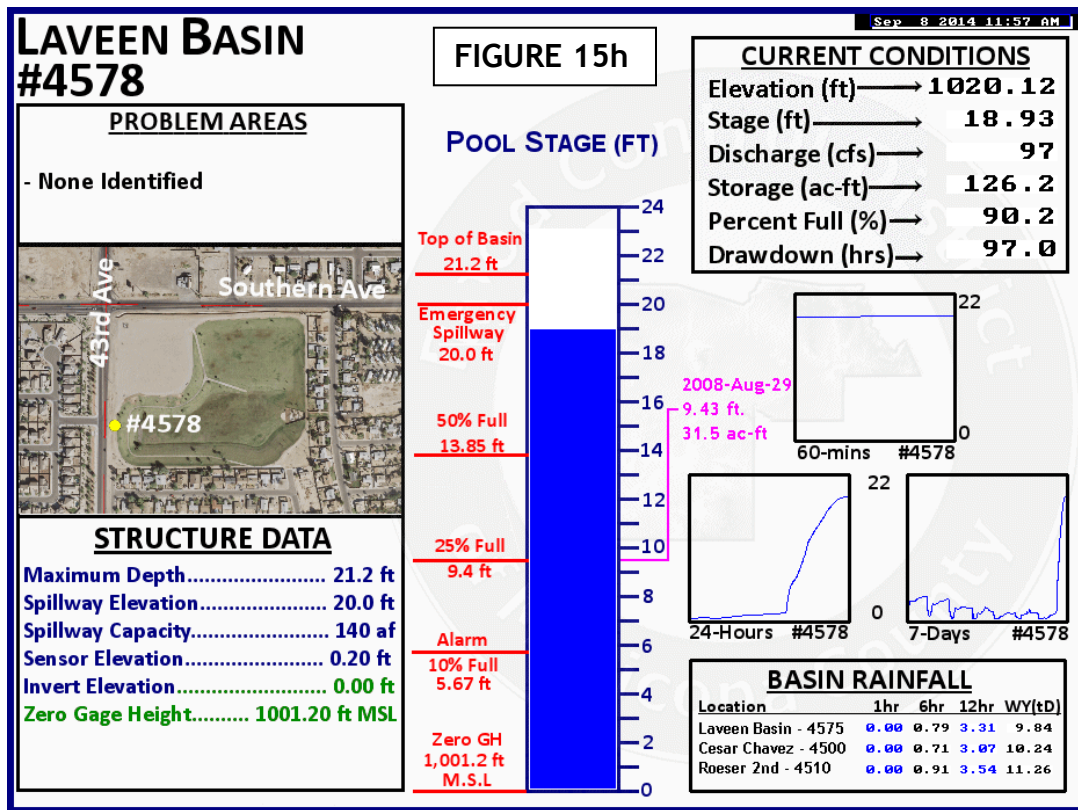 LAVEEN BASIN
#4578
FIGURE 15h
Sep 8 2014 11:57 AM
PROBLEM AREAS
- None Identified
43rd Ave
Southern Ave
#4578
STRUCTURE DATA
Maximum Depth........................ 21.2 ft
Spillway Elevation...................... 20.0 ft
Spillway Capacity........................ 140 af
Sensor Elevation........................ 0.20 ft
Invert Elevation.......................... 0.00 ft
Zero Gage Height.......... 1001.20 ft MSL
POOL STAGE (FT)
Top of Basin
21.2 ft
Emergency
Spillway
20.0 ft
50% Full
13.85 ft
25% Full
9.4 ft
Alarm
10% Full
5.67 ft
Zero GH
1,001.2 ft
M.S.L
24
22
20
18
16
14
12
10
8
6
4
2
0
2008-Aug-29
9.43 ft.
31.5 ac-ft
CURRENT CONDITIONS
Elevation (ft) 1020.12
Stage (ft) 18.93
Discharge (cfs) 97
Storage (ac-ft) 126.2
Percent Full (%) 90.2
Drawdown (hrs) 97.0
22
0
60-mins #4578
22
0
24-Hours #4578
7-Days #4578
BASIN RAINFALL
Location 1hr 6hr 12hr WY(tD)
Laveen Basin - 4575 0.00 0.79 3.31 9.84
Cesar Chavez - 4500 0.00 0.71 3.07 10.24
Roeser 2nd - 4510 0.00 0.91 3.54 11.26